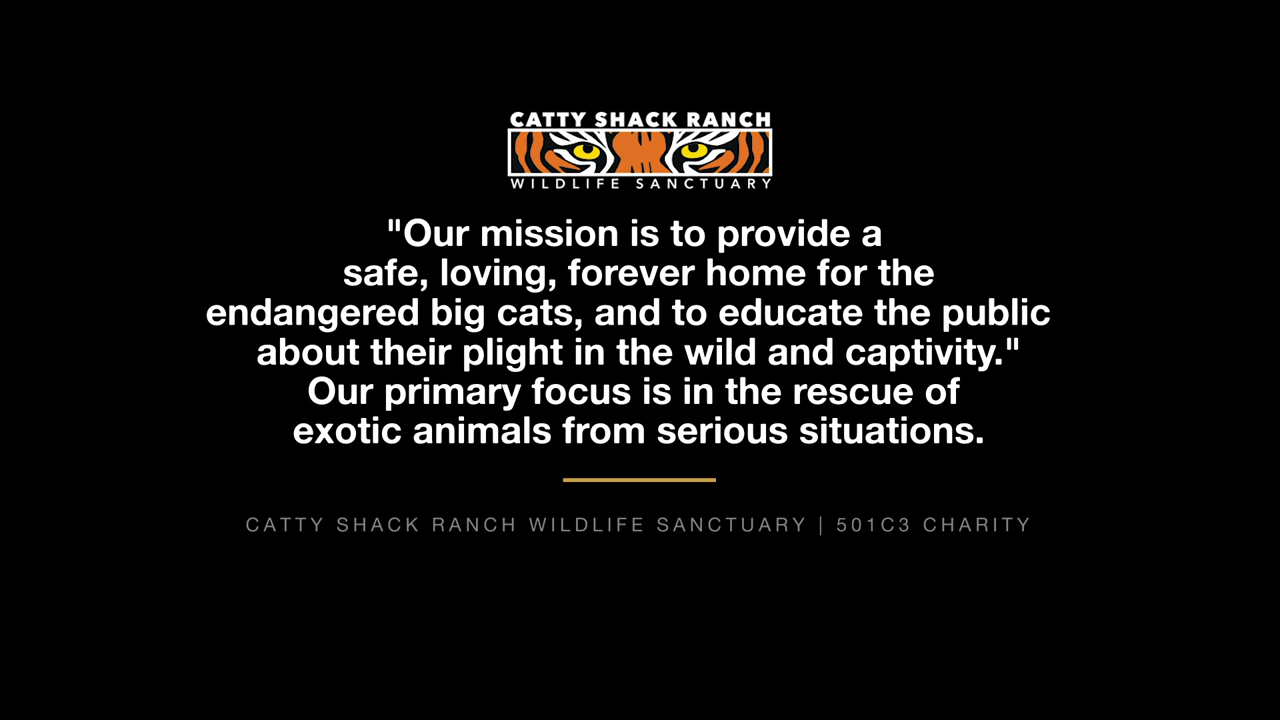 CATTY SHACK RANCH
WILDLIFE SANCTUARY
"Our mission is to provide a
safe, loving, forever home for the
endangered big cats, and to educate the public
about their plight in the wild and captivity."
Our primary focus is in the rescue of
exotic animals from serious situations.
CATTY SHACK RANCH WILDLIFE SANCTUARY | 501C3 CHARITY